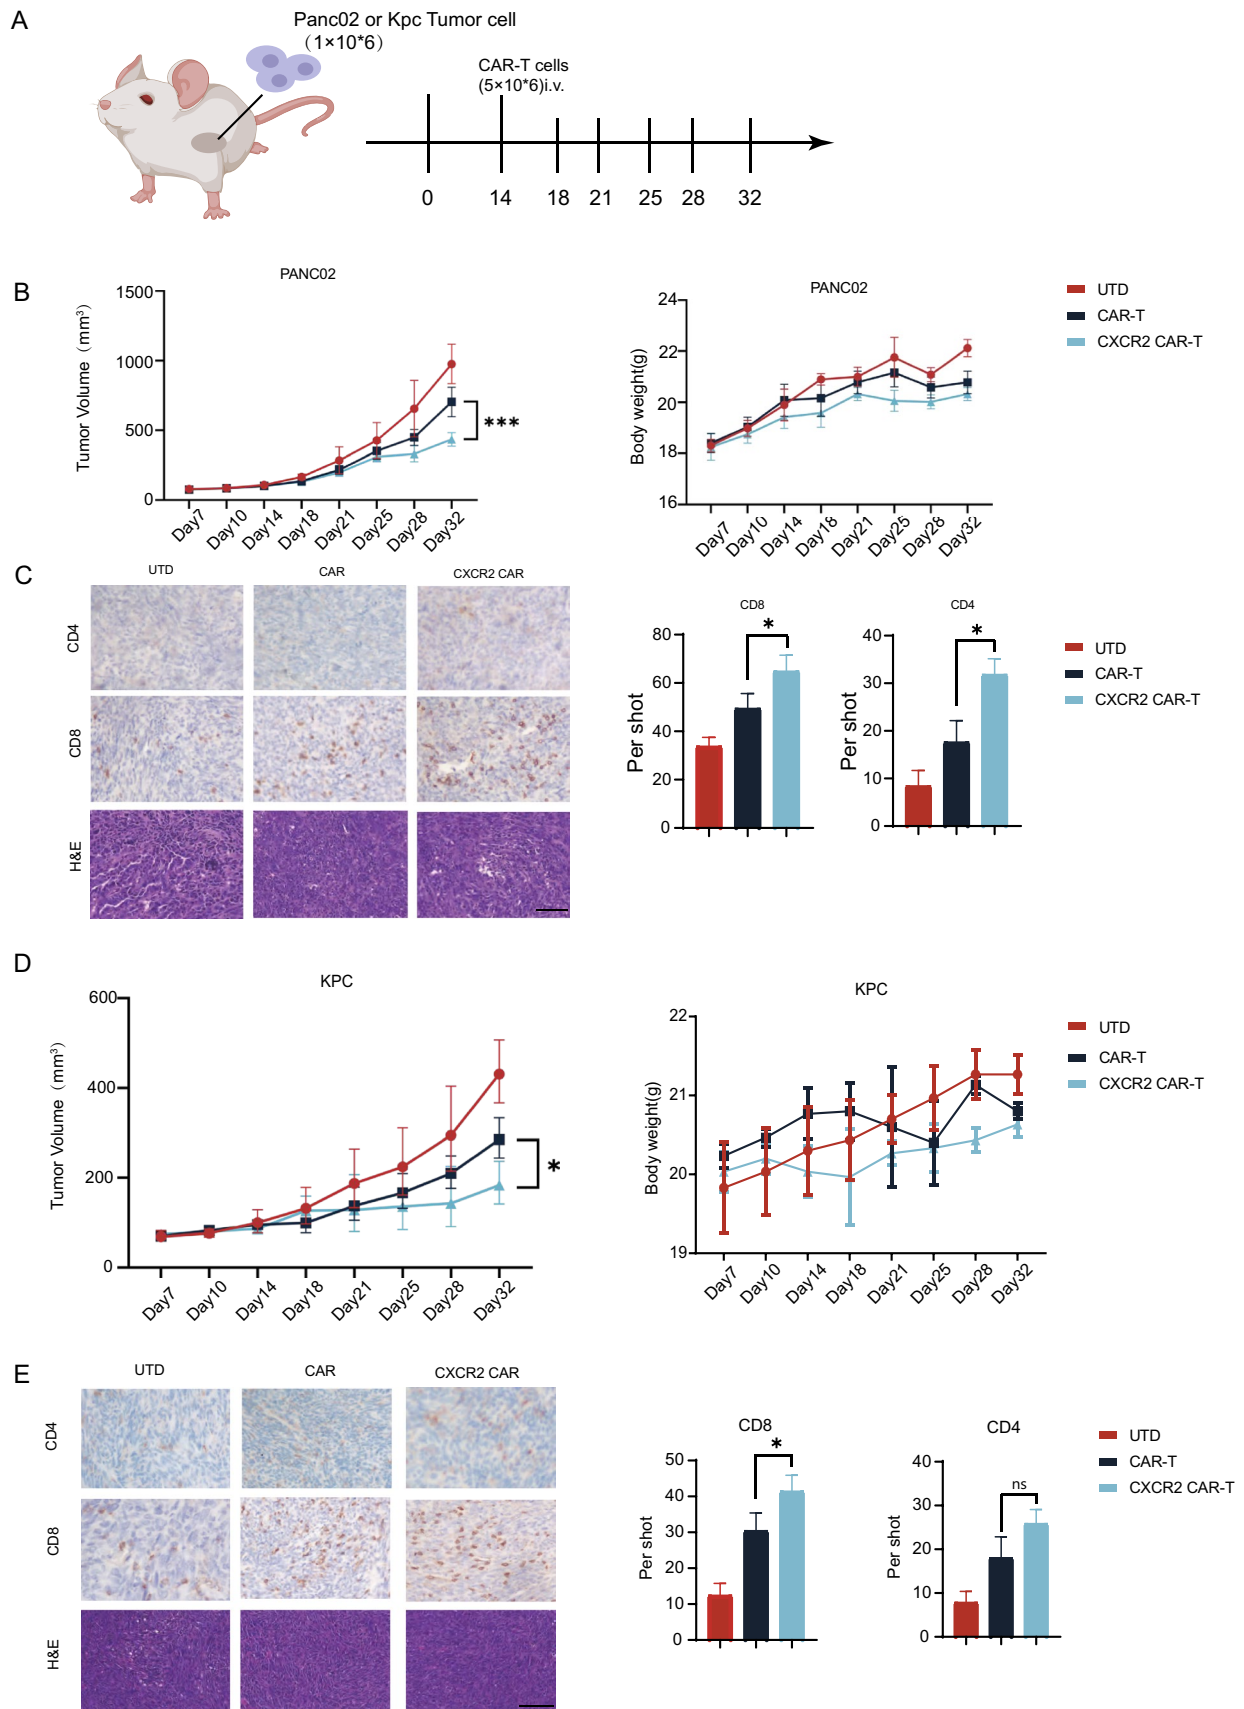 A
Panc02 or Kpc Tumor cell
（1×10*6）
CAR-T cells
(5×10*6)i.v.
0 14 18 21 25 28 32
B
PANC02
Tumor Volume（mm³）
1500
1000
500
0
Day7 Day10 Day14 Day18 Day21 Day25 Day28 Day32
***
PANC02
Body weight(g)
24
22
20
18
16
Day7 Day10 Day14 Day18 Day21 Day25 Day28 Day32
UTD
CAR-T
CXCR2 CAR-T
C
UTD CAR CXCR2 CAR
CD4
CD8
H&E
CD8
Per shot
80
60
40
20
0
*
CD4
Per shot
40
30
20
10
0
*
UTD
CAR-T
CXCR2 CAR-T
D
KPC
Tumor Volume（mm³）
600
400
200
0
Day7 Day10 Day14 Day18 Day21 Day25 Day28 Day32
*
KPC
Body weight(g)
22
21
20
19
Day7 Day10 Day14 Day18 Day21 Day25 Day28 Day32
UTD
CAR-T
CXCR2 CAR-T
E
UTD CAR CXCR2 CAR
CD4
CD8
H&E
CD8
Per shot
50
40
30
20
10
0
*
CD4
Per shot
40
30
20
10
0
ns
UTD
CAR-T
CXCR2 CAR-T